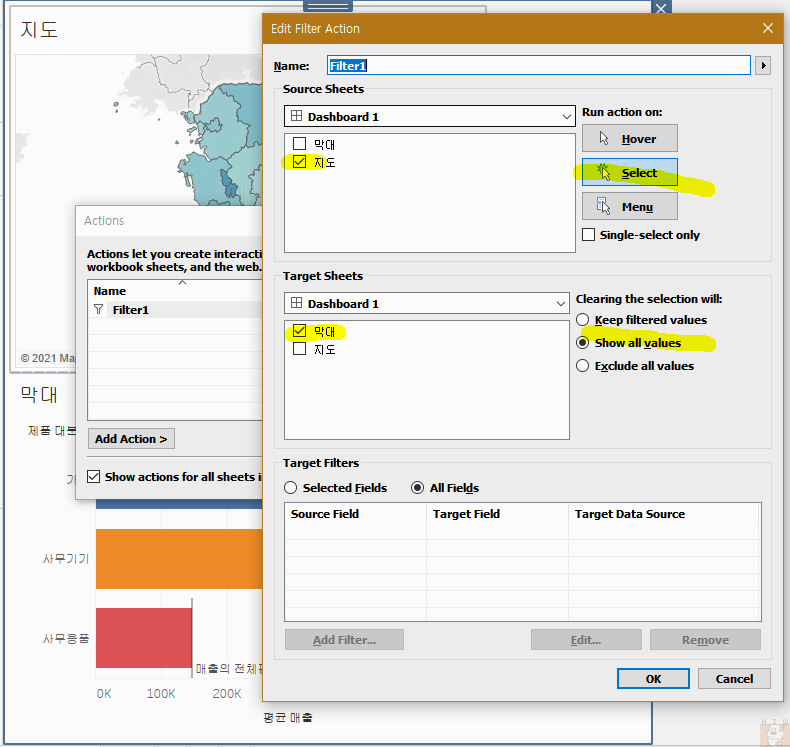 지도
Edit Filter Action
Name: Filter1
Source Sheets
Dashboard 1
막대
지도
Run action on:
Hover
Select
Menu
Single-select only
Actions
Actions let you create interacti
workbook sheets, and the web.
Name
Filter1
Add Action >
Show actions for all sheets i
Target Sheets
Dashboard 1
막대
지도
Clearing the selection will:
Keep filtered values
Show all values
Exclude all values
Target Filters
Selected Fields
All Fields
Source Field Target Field Target Data Source
Add Filter... Edit... Remove
OK Cancel
© 2021 Ma
막대
제품 대분
사무기기
사무용품
매출의 전체
0K 100K 200K
평균 매출